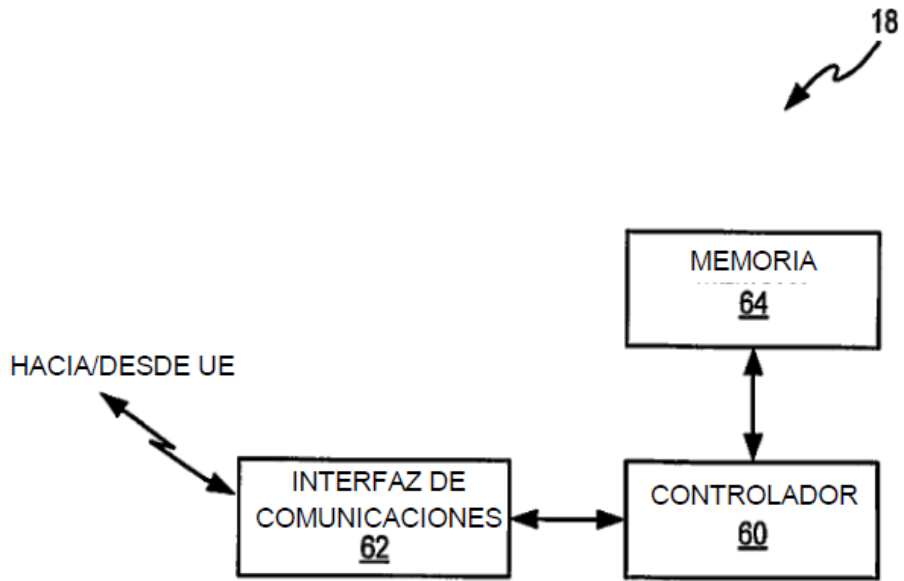 18
MEMORIA
64
HACIA/DESDE UE
INTERFAZ DE
COMUNICACIONES
62
CONTROLADOR
60